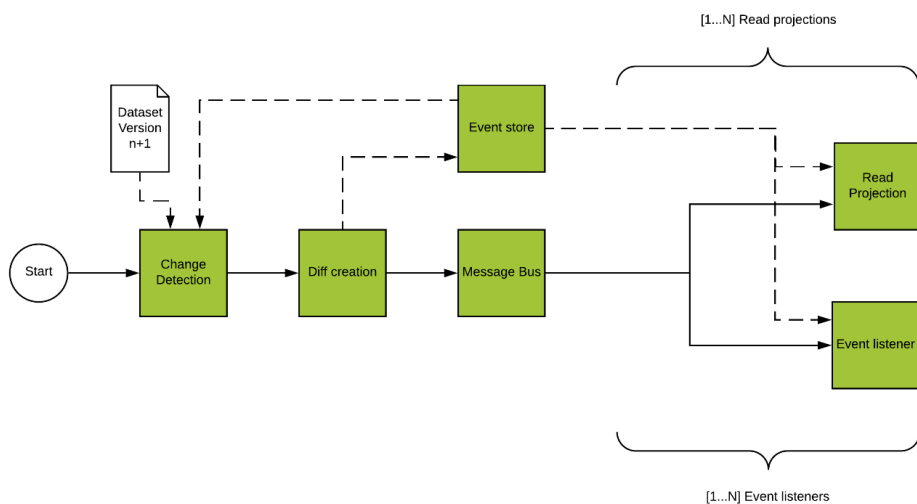 [1...N] Read projections
Dataset
Version
n+1
Event store
Read
Projection
Start
Change
Detection
Diff creation
Message Bus
Event listener
[1...N] Event listeners